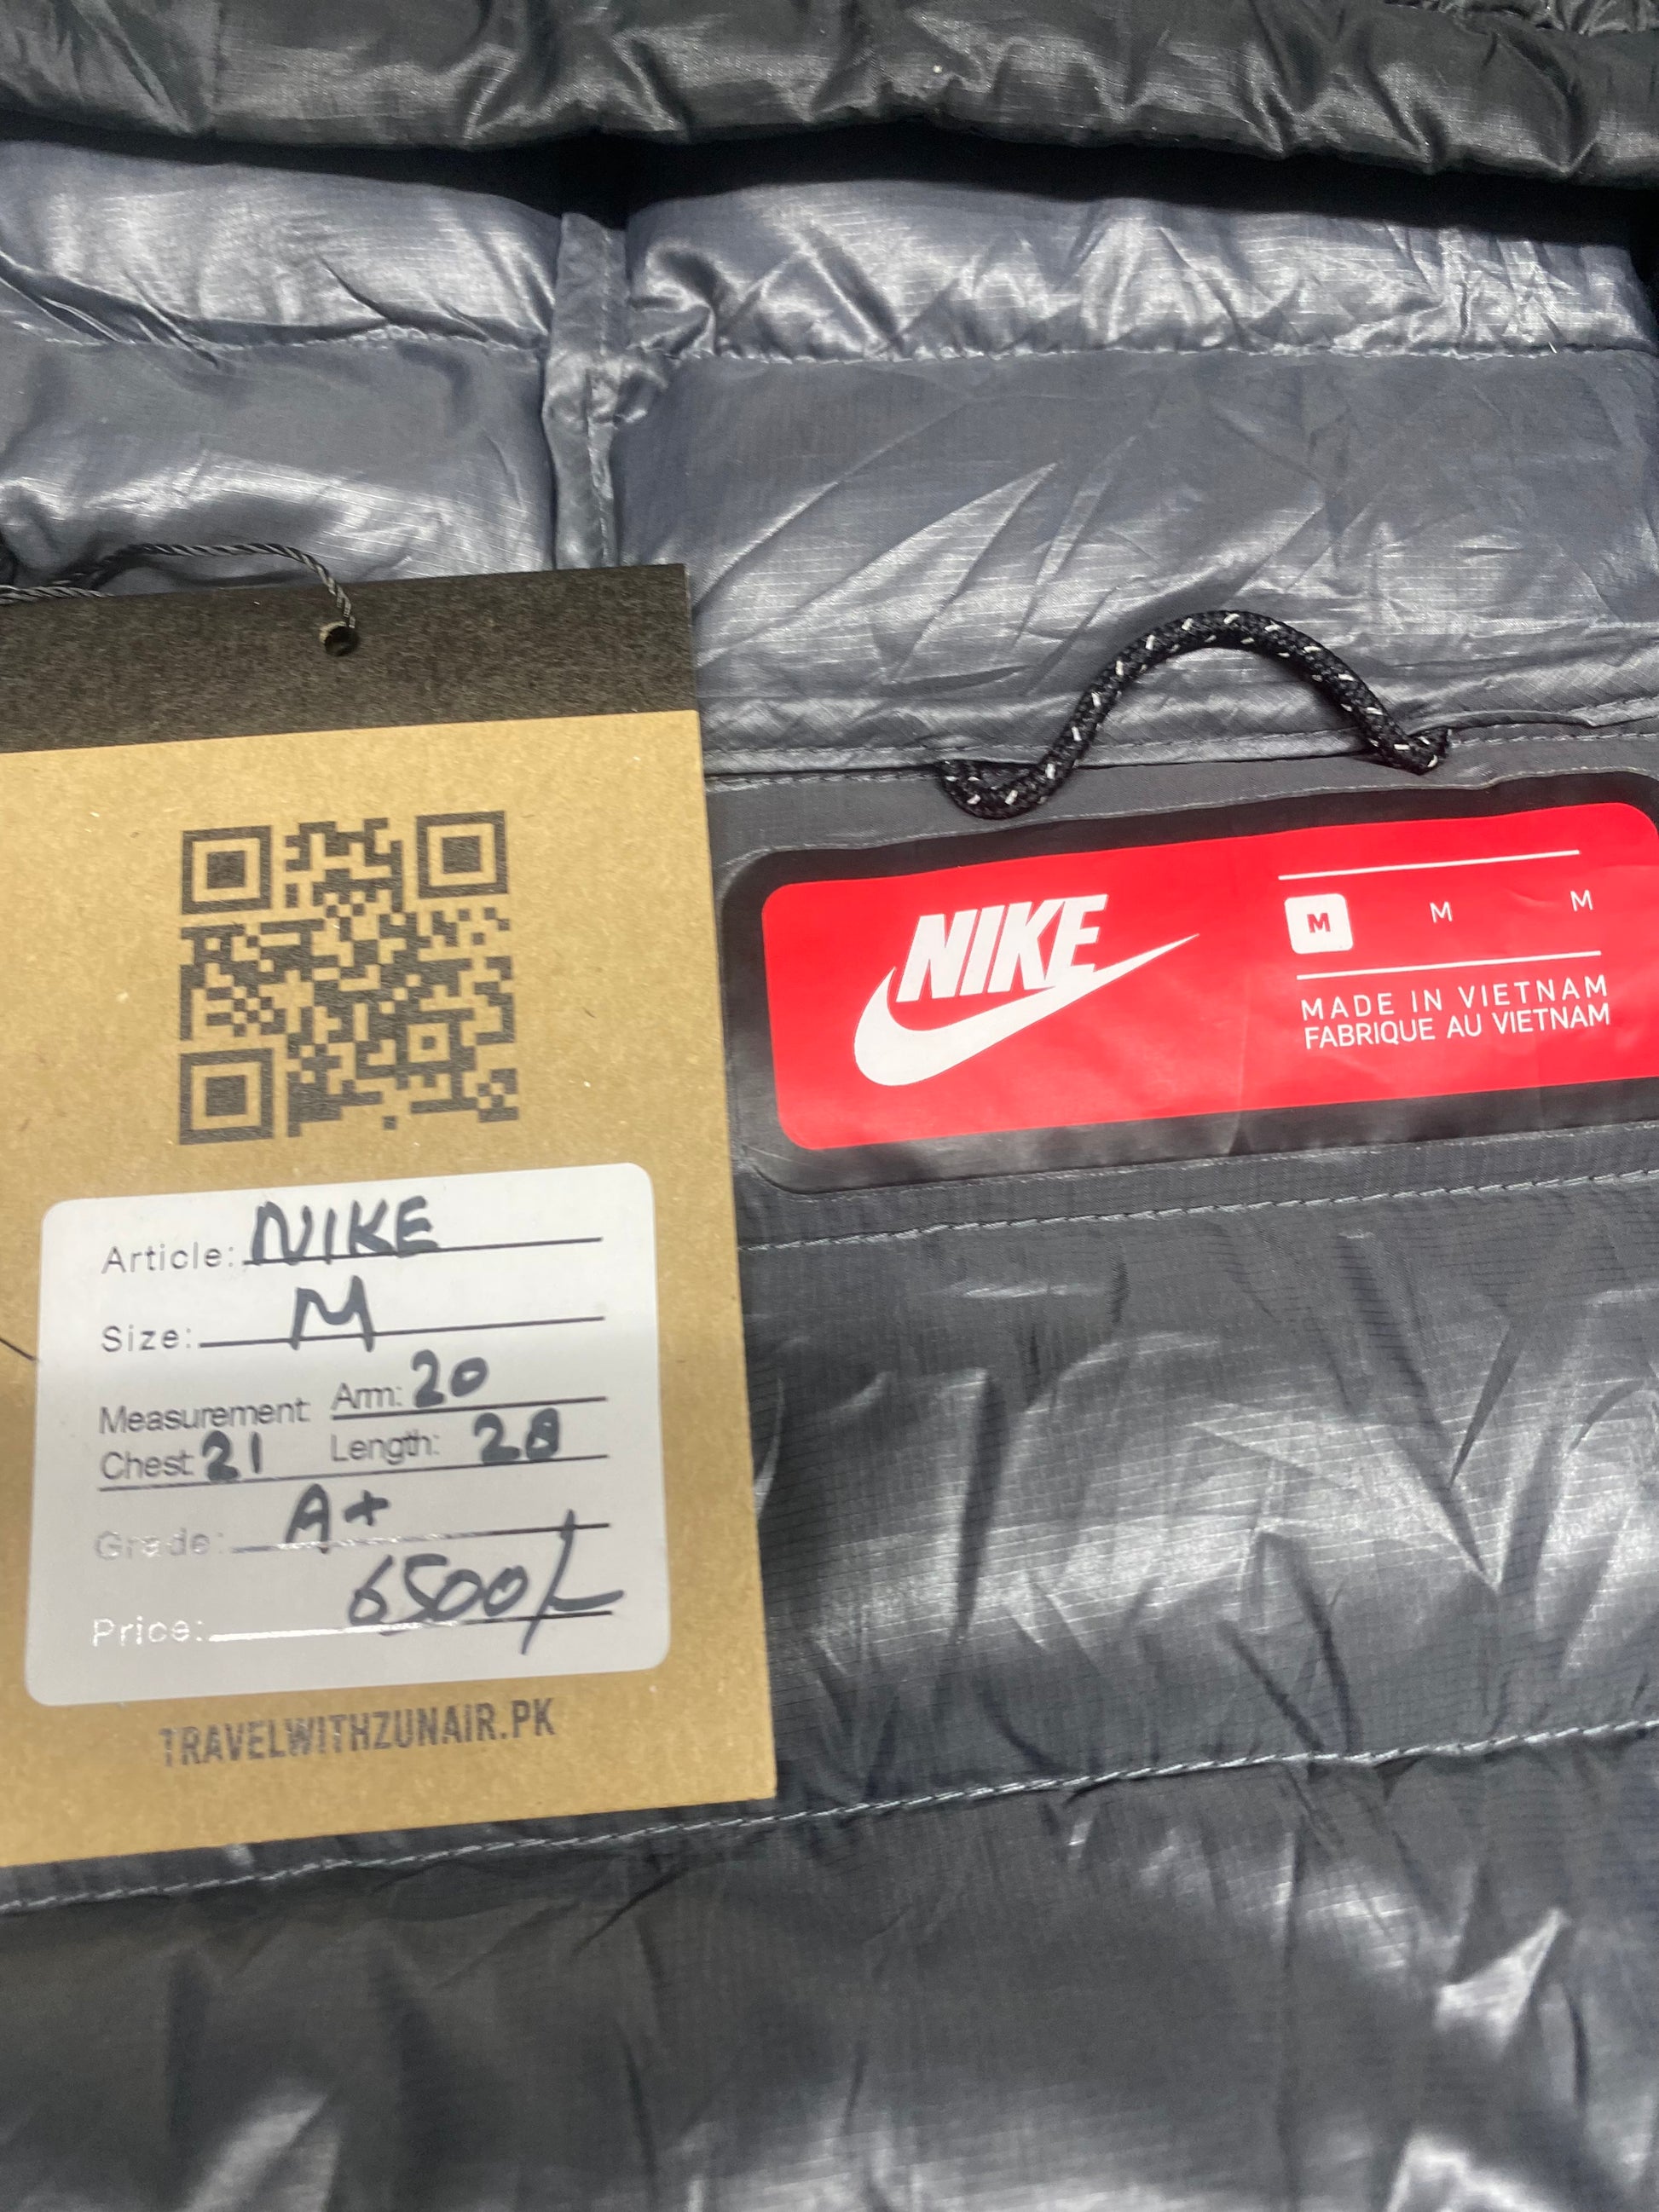 NIKE
M M M
MADE IN VIETNAM
FABRIQUE AU VIETNAM
Article: NIKE
Size: M
Measurement: Arm: 20
Chest: 21 Length: 28
Grade: A+
Price: 6500/-
TRAVELWITHZUNAIR.PK